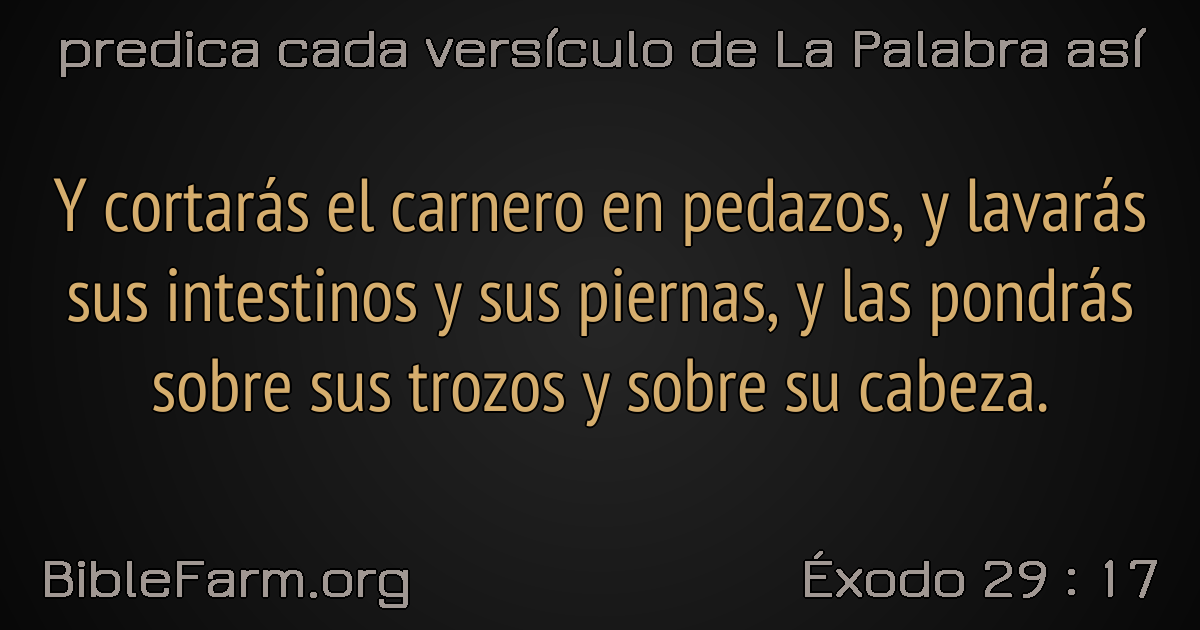 predica cada versículo de La Palabra así
Y cortarás el carnero en pedazos, y lavarás
sus intestinos y sus piernas, y las pondrás
sobre sus trozos y sobre su cabeza.
BibleFarm.org
Éxodo 29 : 17